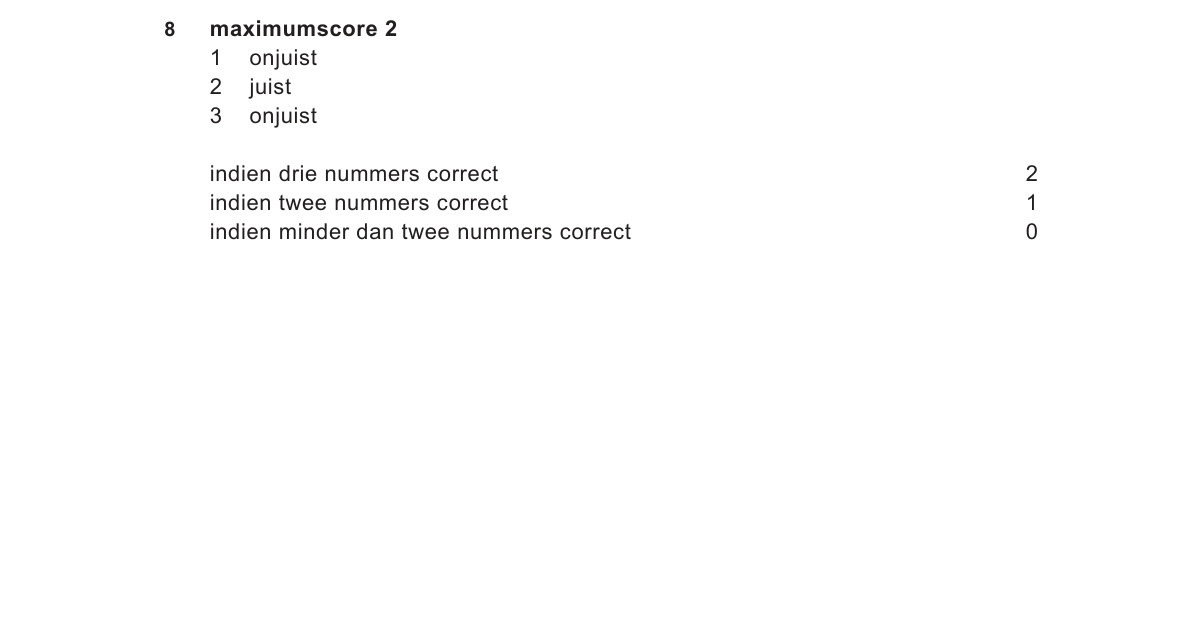 8 maximumscore 2
1 onjuist
2 juist
3 onjuist
indien drie nummers correct 2
indien twee nummers correct 1
indien minder dan twee nummers correct 0